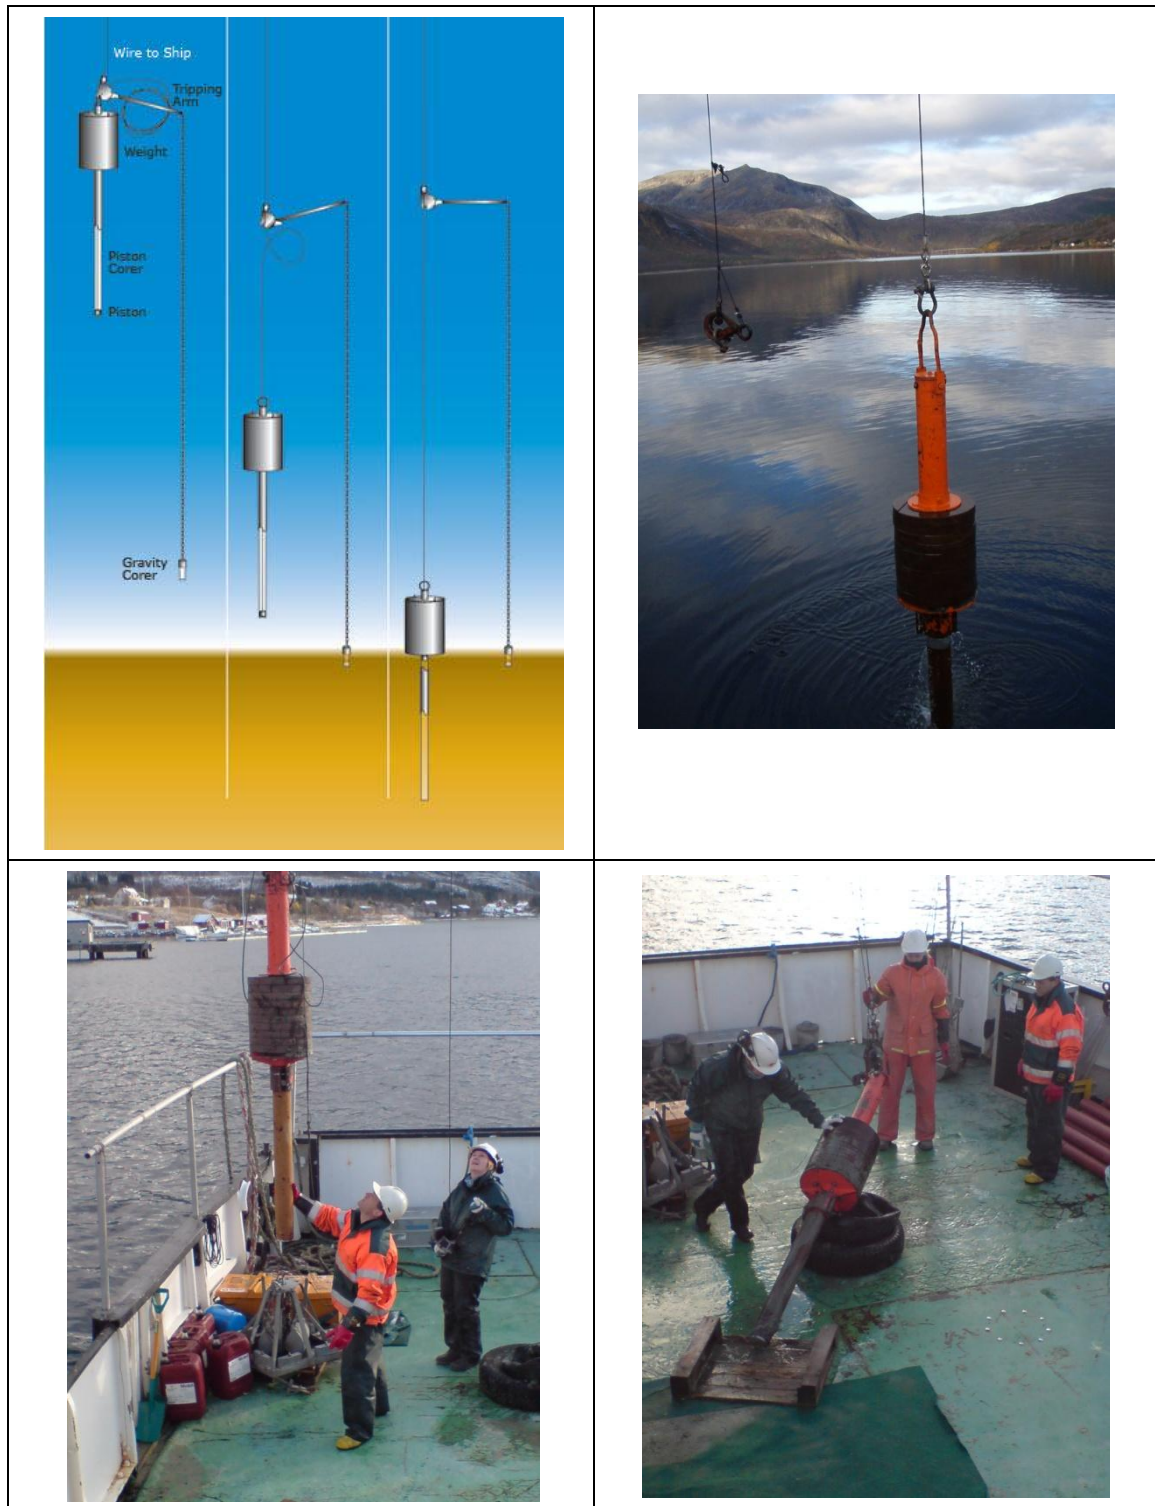 Wire to Ship
Tripping
Arm
Weight
Piston
Corer
Piston
Gravity
Corer